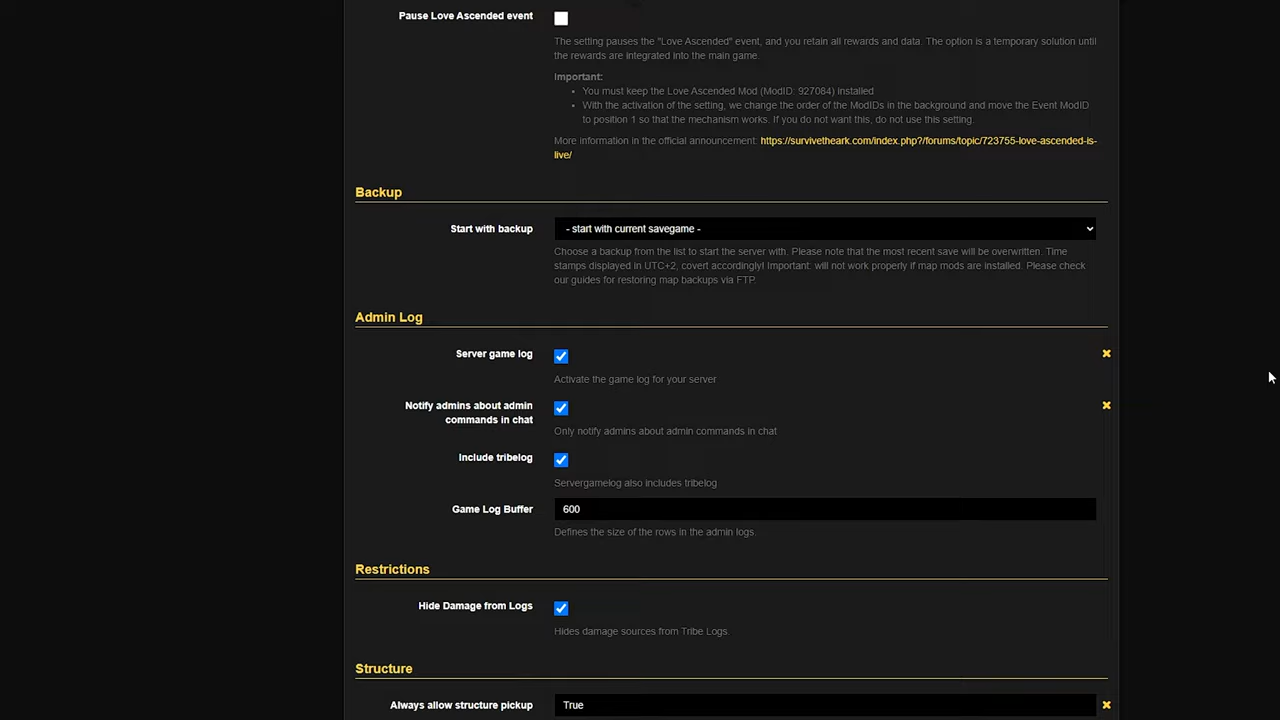 Pause Love Ascended event
The setting pauses the "Love Ascended" event, and you retain all rewards and data. The option is a temporary solution until
the rewards are integrated into the main game.
Important:
• You must keep the Love Ascended Mod (ModID: 927084) installed
• With the activation of the setting, we change the order of the ModIDs in the background and move the Event ModID
to position 1 so that the mechanism works. If you do not want this, do not use this setting.
More information in the official announcement: https://survivetheark.com/index.php?/forums/topic/723755-love-ascended-is-
live/
Backup
Start with backup
- start with current savegame -
Choose a backup from the list to start the server with. Please note that the most recent save will be overwritten. Time
stamps displayed in UTC+2, covert accordingly! Important: will not work properly if map mods are installed. Please check
our guides for restoring map backups via FTP.
Admin Log
Server game log
Activate the game log for your server
Notify admins about admin
commands in chat
Only notify admins about admin commands in chat
Include tribelog
Servergamelog also includes tribelog
Game Log Buffer
600
Defines the size of the rows in the admin logs.
Restrictions
Hide Damage from Logs
Hides damage sources from Tribe Logs.
Structure
Always allow structure pickup
True